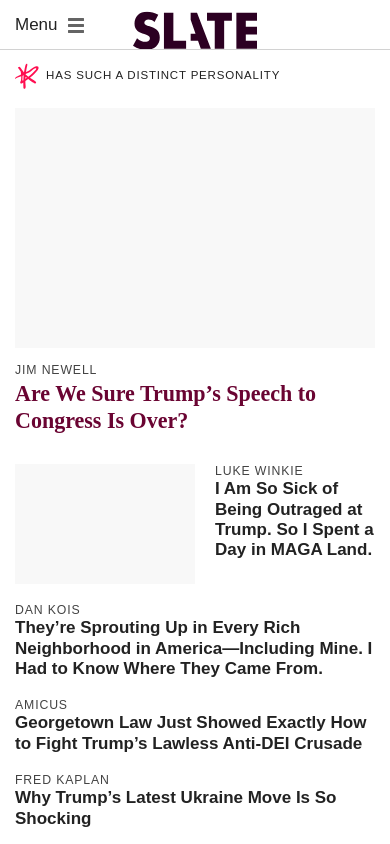 Menu
SLATE
HAS SUCH A DISTINCT PERSONALITY
JIM NEWELL
Are We Sure Trump’s Speech to
Congress Is Over?
LUKE WINKIE
I Am So Sick of
Being Outraged at
Trump. So I Spent a
Day in MAGA Land.
DAN KOIS
They’re Sprouting Up in Every Rich
Neighborhood in America—Including Mine. I
Had to Know Where They Came From.
AMICUS
Georgetown Law Just Showed Exactly How
to Fight Trump’s Lawless Anti-DEI Crusade
FRED KAPLAN
Why Trump’s Latest Ukraine Move Is So
Shocking